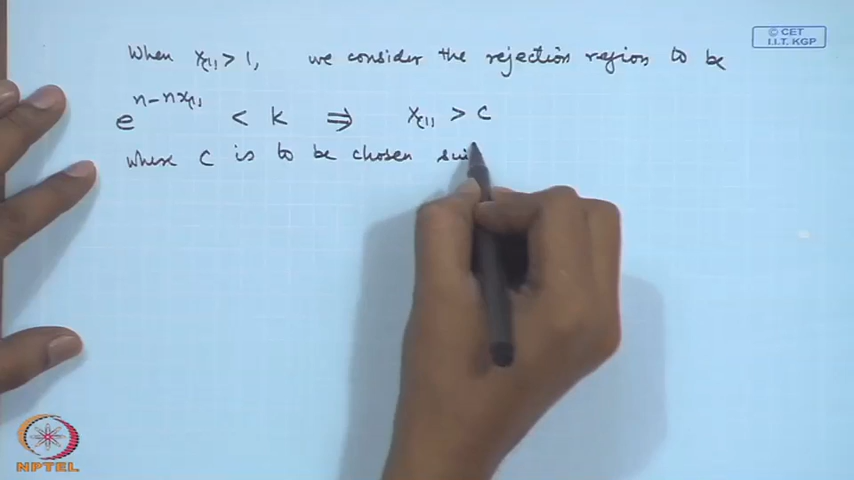 © CET
I.I.T. KGP
When x₍₁₎ > 1, we consider the rejection region to be
e^{n-nx₍₁₎} < k ⇒ x₍₁₎ > c
where c is to be chosen sui
NPTEL